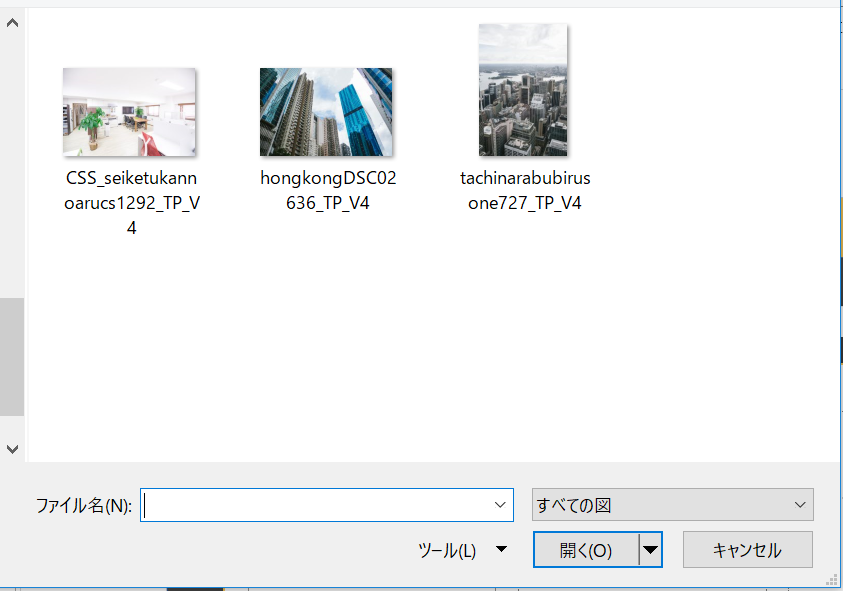 CSS_seiketukann
oarucs1292_TP_V
4
hongkongDSC02
636_TP_V4
tachinarabubirus
one727_TP_V4
ファイル名(N):
すべての図
ツール(L)
開く(O)
キャンセル